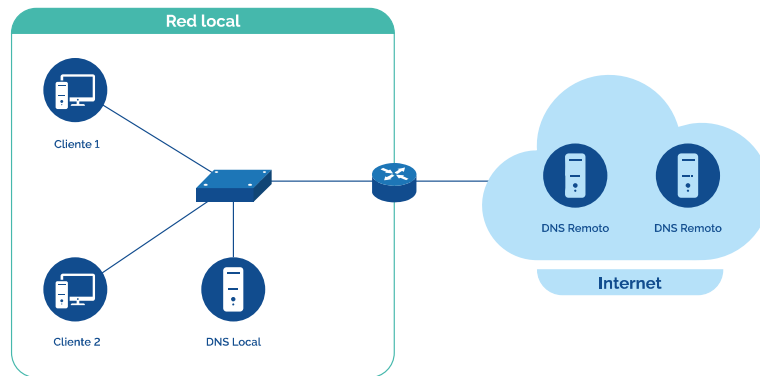 Red local
Cliente 1
DNS Remoto
DNS Remoto
Internet
Cliente 2
DNS Local